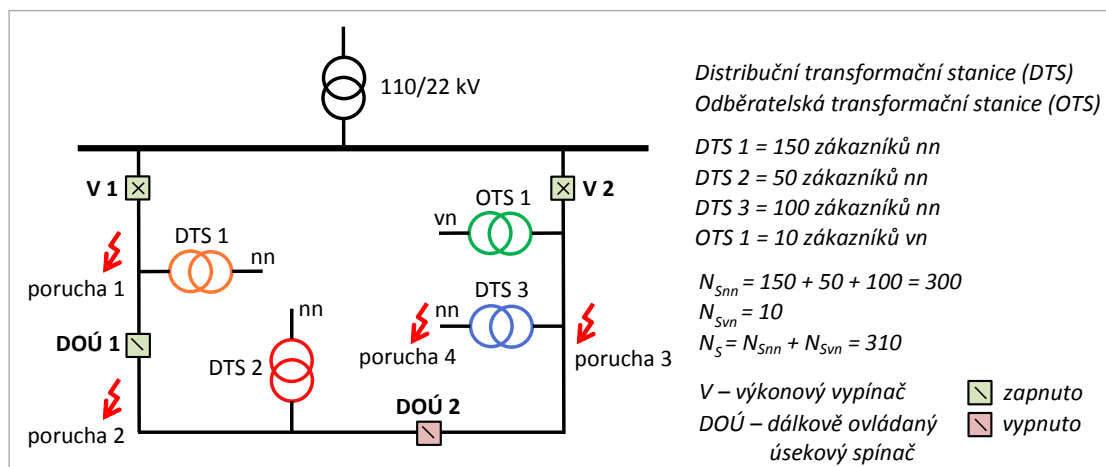 110/22 kV
V 1
V 2
OTS 1
vn
DTS 1
nn
porucha 1
DTS 3
nn
nn
porucha 4
porucha 3
DOÚ 1
DTS 2
DOÚ 2
porucha 2
Distribuční transformační stanice (DTS)
Odběratelská transformační stanice (OTS)
DTS 1 = 150 zákazníků nn
DTS 2 = 50 zákazníků nn
DTS 3 = 100 zákazníků nn
OTS 1 = 10 zákazníků vn
N_Snn = 150 + 50 + 100 = 300
N_Svn = 10
N_S = N_Snn + N_Svn = 310
V – výkonový vypínač
zapnuto
DOÚ – dálkově ovládaný
úsekový spínač
vypnuto